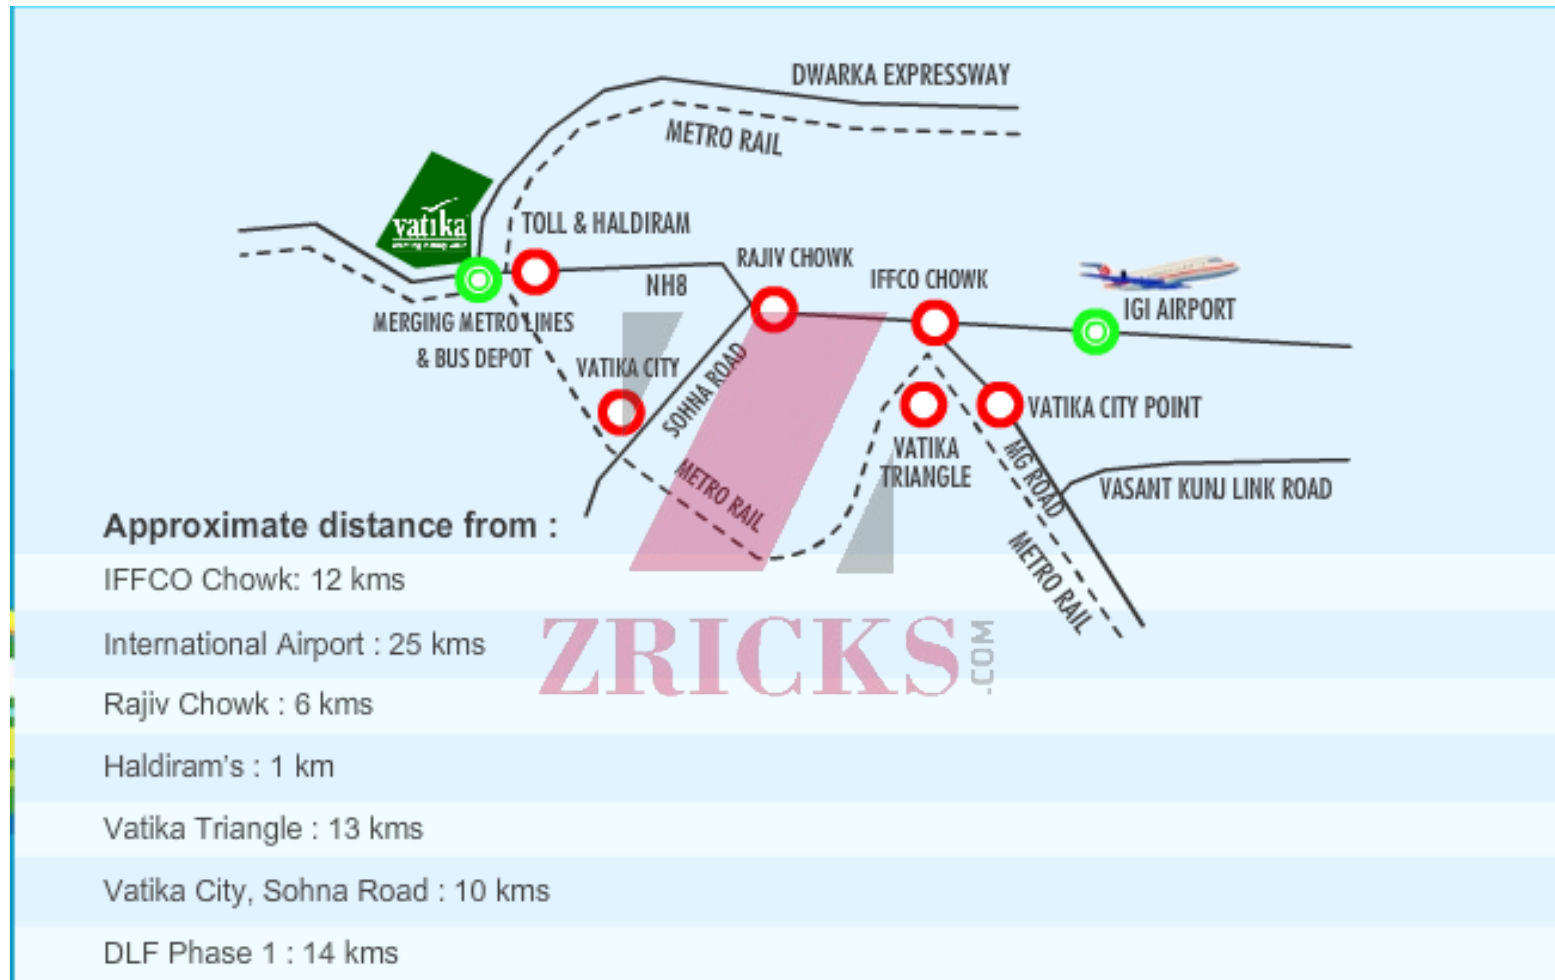 DWARKA EXPRESSWAY
METRO RAIL
vatika
TOLL & HALDIRAM
RAJIV CHOWK
NH8
IFFCO CHOWK
IGI AIRPORT
MERGING METRO LINES
& BUS DEPOT
VATIKA CITY
SOHNA ROAD
VATIKA CITY POINT
VATIKA
TRIANGLE
MG ROAD
VASANT KUNJ LINK ROAD
METRO RAIL
METRO RAIL
Approximate distance from :
IFFCO Chowk: 12 kms
International Airport : 25 kms
ZRICKS.COM
Rajiv Chowk : 6 kms
Haldiram's : 1 km
Vatika Triangle : 13 kms
Vatika City, Sohna Road : 10 kms
DLF Phase 1 : 14 kms